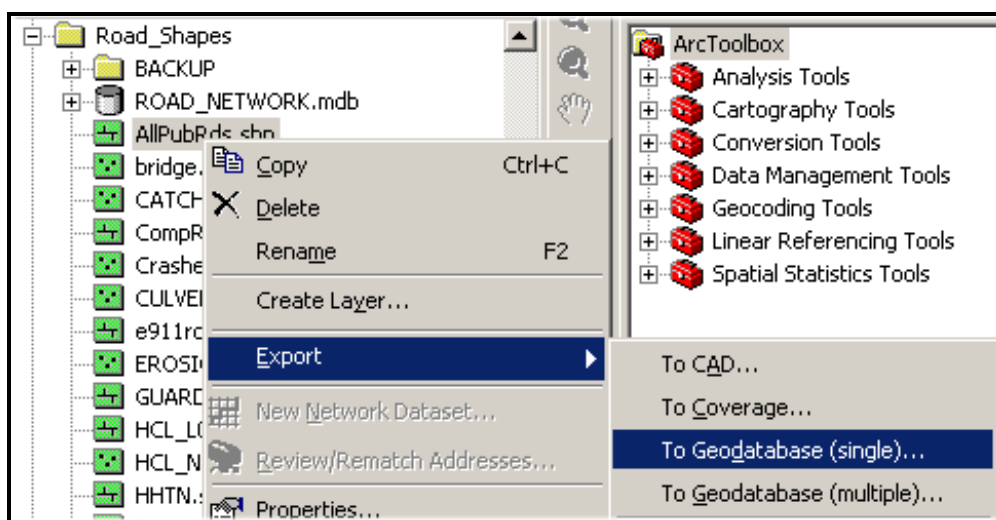 Road_Shapes
BACKUP
ROAD_NETWORK.mdb
AllPubRds.shp
bridge.
CATCH
CompR
Crashe
CULVE
e911rc
EROSI
GUARD
HCL_L
HCL_N
HHTN.
Copy Ctrl+C
Delete
Rename F2
Create Layer...
Export
New Network Dataset...
Review/Rematch Addresses...
Properties...
To CAD...
To Coverage...
To Geodatabase (single)...
To Geodatabase (multiple)...
ArcToolbox
Analysis Tools
Cartography Tools
Conversion Tools
Data Management Tools
Geocoding Tools
Linear Referencing Tools
Spatial Statistics Tools